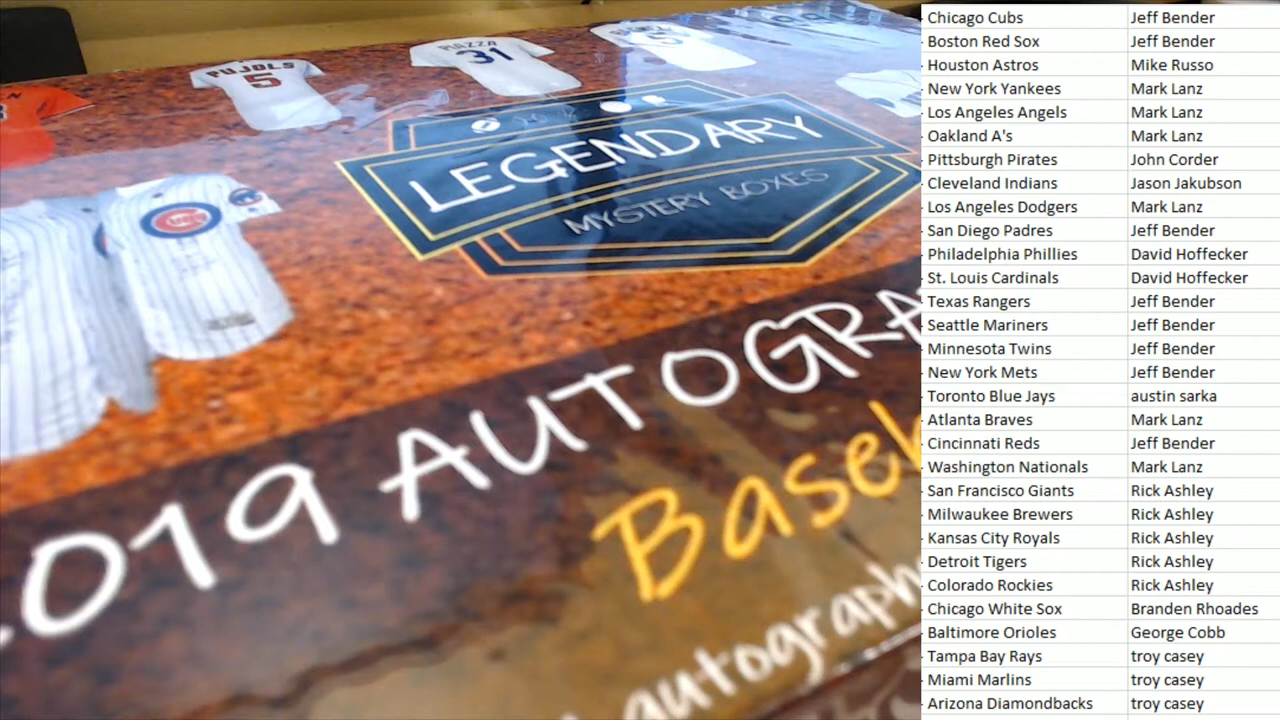 PUJOLS
5
PIAZZA
31
5
LEGENDARY
MYSTERY BOXES
2019 AUTOGRA
Baseb
autograph
Chicago Cubs Jeff Bender
Boston Red Sox Jeff Bender
Houston Astros Mike Russo
New York Yankees Mark Lanz
Los Angeles Angels Mark Lanz
Oakland A's Mark Lanz
Pittsburgh Pirates John Corder
Cleveland Indians Jason Jakubson
Los Angeles Dodgers Mark Lanz
San Diego Padres Jeff Bender
Philadelphia Phillies David Hoffecker
St. Louis Cardinals David Hoffecker
Texas Rangers Jeff Bender
Seattle Mariners Jeff Bender
Minnesota Twins Jeff Bender
New York Mets Jeff Bender
Toronto Blue Jays austin sarka
Atlanta Braves Mark Lanz
Cincinnati Reds Jeff Bender
Washington Nationals Mark Lanz
San Francisco Giants Rick Ashley
Milwaukee Brewers Rick Ashley
Kansas City Royals Rick Ashley
Detroit Tigers Rick Ashley
Colorado Rockies Rick Ashley
Chicago White Sox Branden Rhoades
Baltimore Orioles George Cobb
Tampa Bay Rays troy casey
Miami Marlins troy casey
Arizona Diamondbacks troy casey